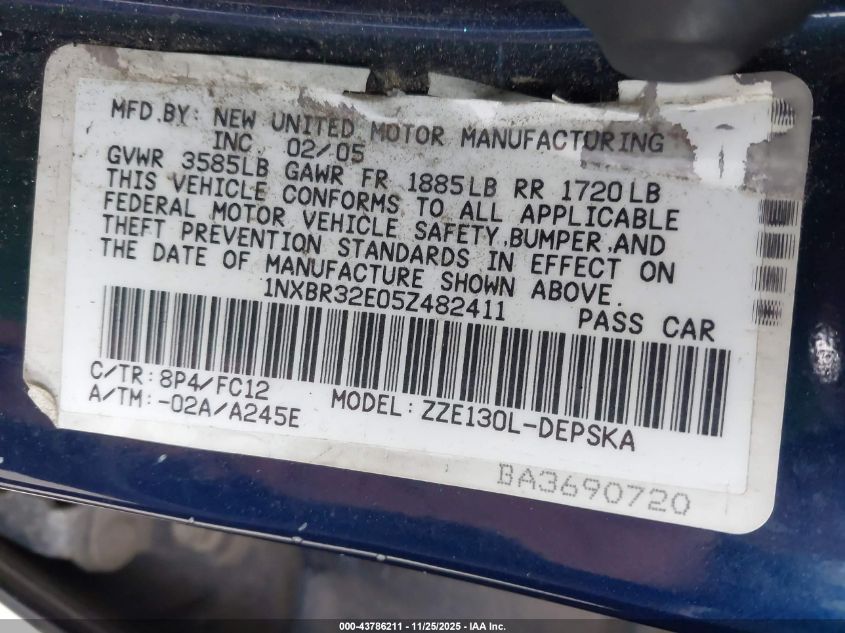 MFD.BY: NEW UNITED MOTOR MANUFACTURING
INC 02/05
GVWR 3585LB GAWR FR 1885LB RR 1720LB
THIS VEHICLE CONFORMS TO ALL APPLICABLE
FEDERAL MOTOR VEHICLE SAFETY,BUMPER,AND
THEFT PREVENTION STANDARDS IN EFFECT ON
THE DATE OF MANUFACTURE SHOWN ABOVE.
1NXBR32E05Z482411 PASS CAR
C/TR:8P4/FC12
A/TM:-02A/A245E MODEL: ZZE130L-DEPSKA
BA3690720
000-43786211 - 11/25/2025 - IAA Inc.